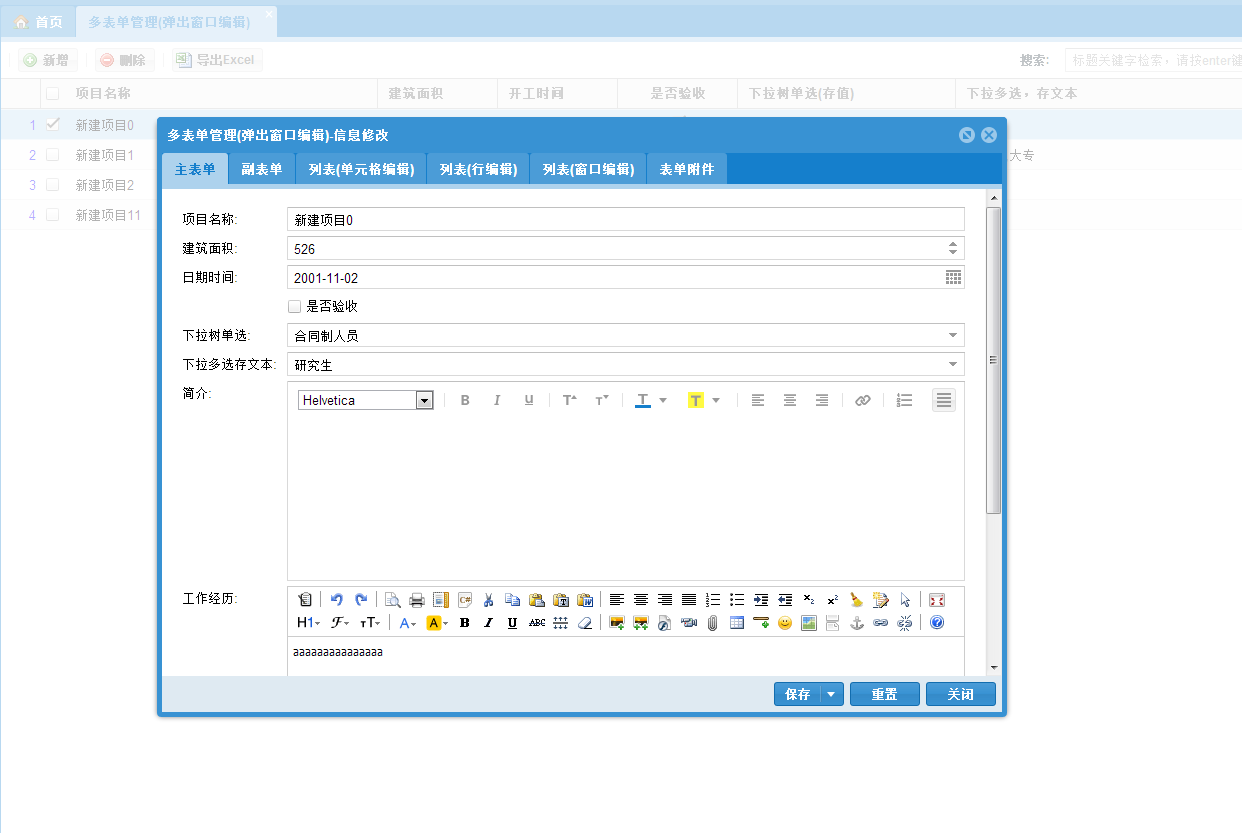 首页 多表单管理(弹出窗口编辑)
新增 删除 导出Excel 搜索: 标题关键字检索，请按enter键
项目名称 建筑面积 开工时间 是否验收 下拉树单选(存值) 下拉多选，存文本
1 新建项目0
2 新建项目1 大专
3 新建项目2
4 新建项目11
多表单管理(弹出窗口编辑)-信息修改
主表单 副表单 列表(单元格编辑) 列表(行编辑) 列表(窗口编辑) 表单附件
项目名称: 新建项目0
建筑面积: 526
日期时间: 2001-11-02
是否验收
下拉树单选: 合同制人员
下拉多选存文本: 研究生
简介:
Helvetica B I U T T T T
工作经历:
H1 F TT A A B I U ABC
aaaaaaaaaaaaaaa
保存 重置 关闭